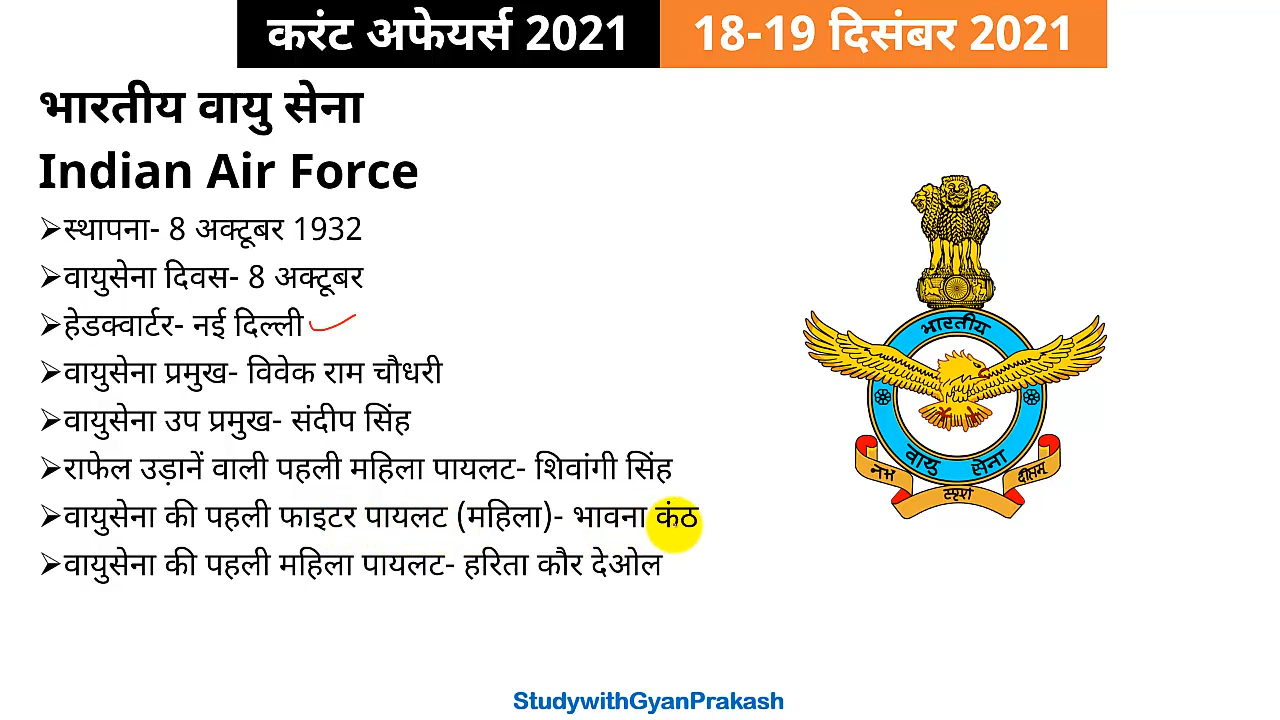 करंट अफेयर्स 2021 18-19 दिसंबर 2021
भारतीय वायु सेना
Indian Air Force
➢स्थापना- 8 अक्टूबर 1932
➢वायुसेना दिवस- 8 अक्टूबर
➢हेडक्वार्टर- नई दिल्ली
➢वायुसेना प्रमुख- विवेक राम चौधरी
➢वायुसेना उप प्रमुख- संदीप सिंह
➢राफेल उड़ानें वाली पहली महिला पायलट- शिवांगी सिंह
➢वायुसेना की पहली फाइटर पायलट (महिला)- भावना कंठ
➢वायुसेना की पहली महिला पायलट- हरिता कौर देओल
भारतीय
वायु सेना
नभ स्पृशं दीप्तम्
StudywithGyanPrakash